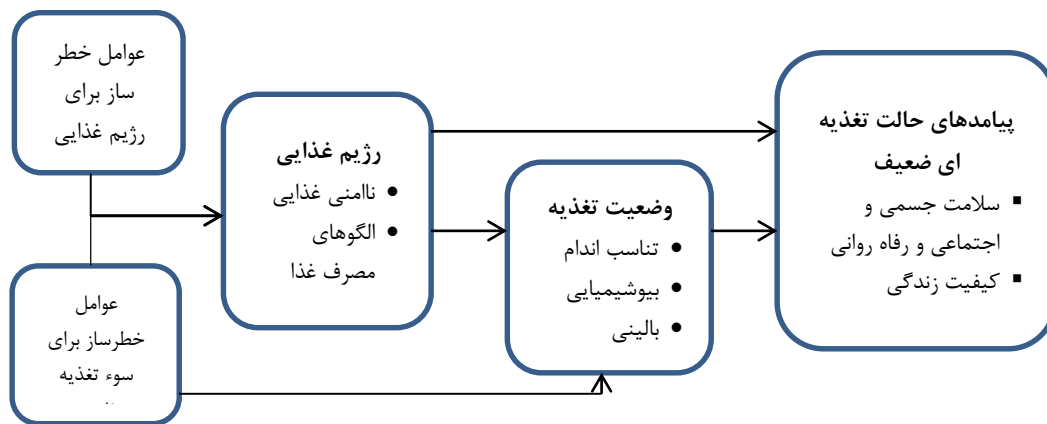 عوامل خطر
ساز برای
رژیم غذایی
عوامل
خطرساز برای
سوء تغذیه
رژیم غذایی
• ناامنی غذایی
• الگوهای
مصرف غذا
وضعیت تغذیه
• تناسب اندام
• بیوشیمیایی
• بالینی
پیامدهای حالت تغذیه
ای ضعیف
▪ سلامت جسمی و
اجتماعی و رفاه روانی
▪ کیفیت زندگی